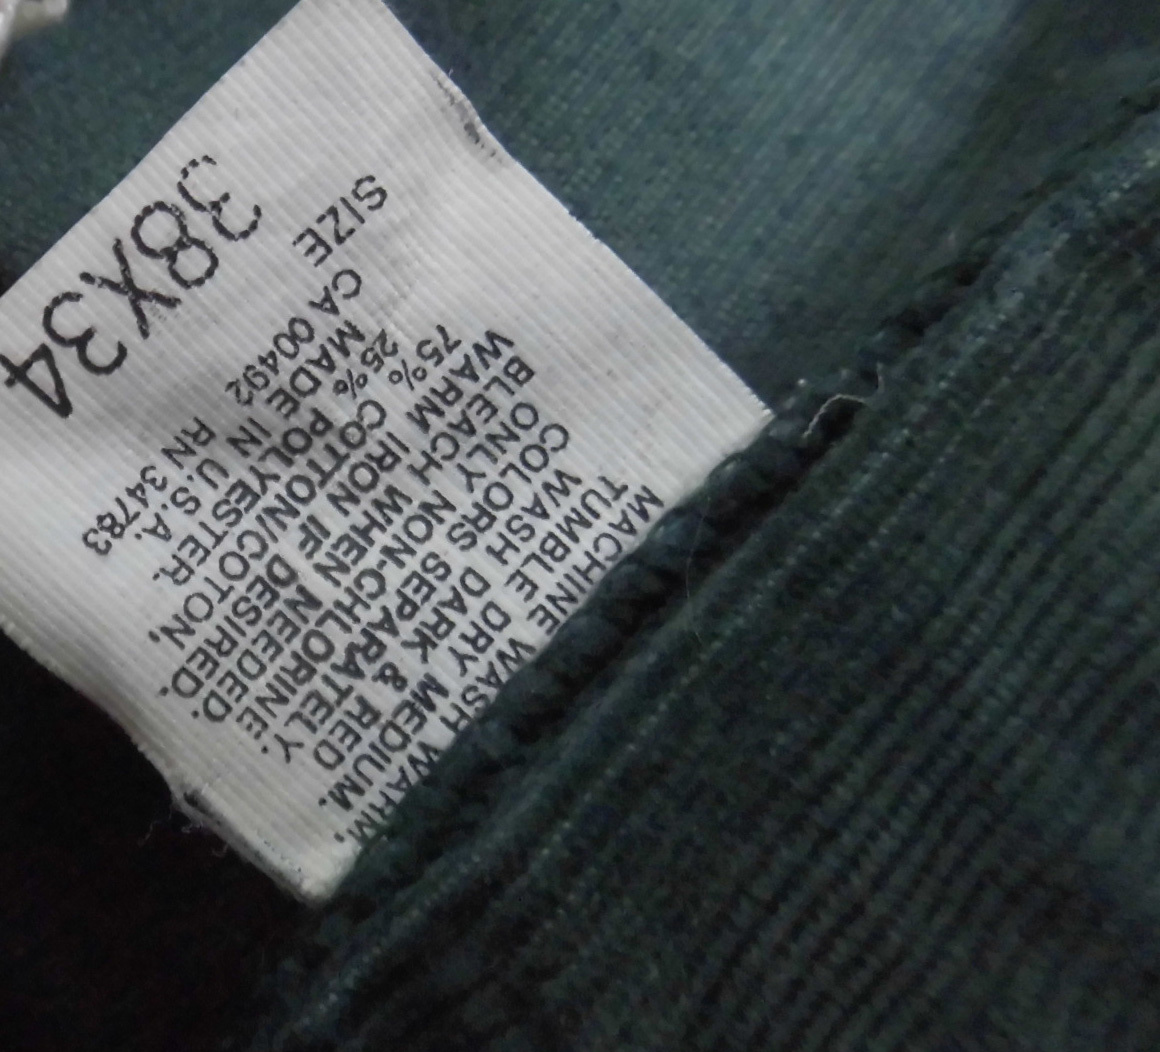 MACHINE WASH WARM.
TUMBLE DRY MEDIUM.
WASH DARK & RED
COLORS SEPARATELY
ONLY NON-CHLORINE
BLEACH WHEN NEEDED.
WARM IRON IF DESIRED.
75% COTTON/COTON,
25% POLYESTER.
MADE IN U.S.A.
CA 00492 RN 34783
SIZE
38X34